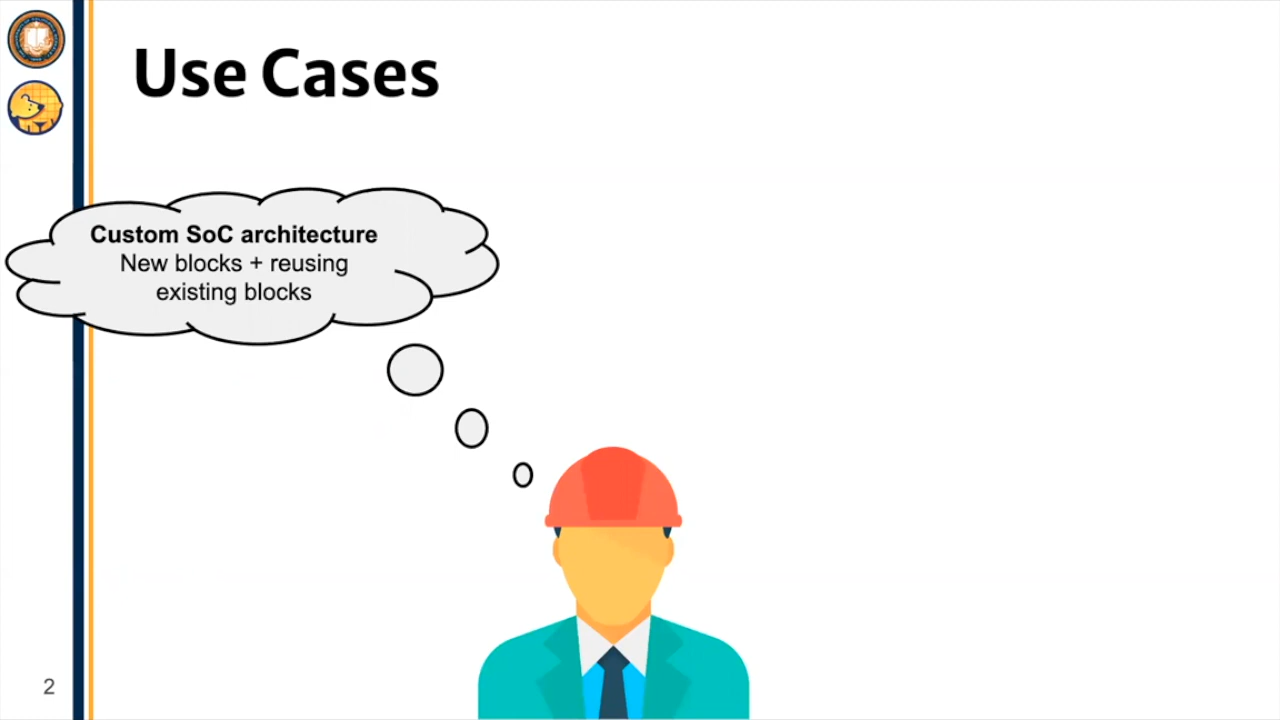 Use Cases
Custom SoC architecture
New blocks + reusing
existing blocks
2